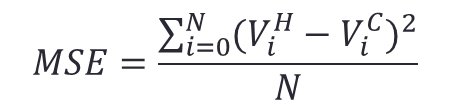 MSE = \frac{\sum_{i=0}^{N}(V_i^H - V_i^C)^2}{N}